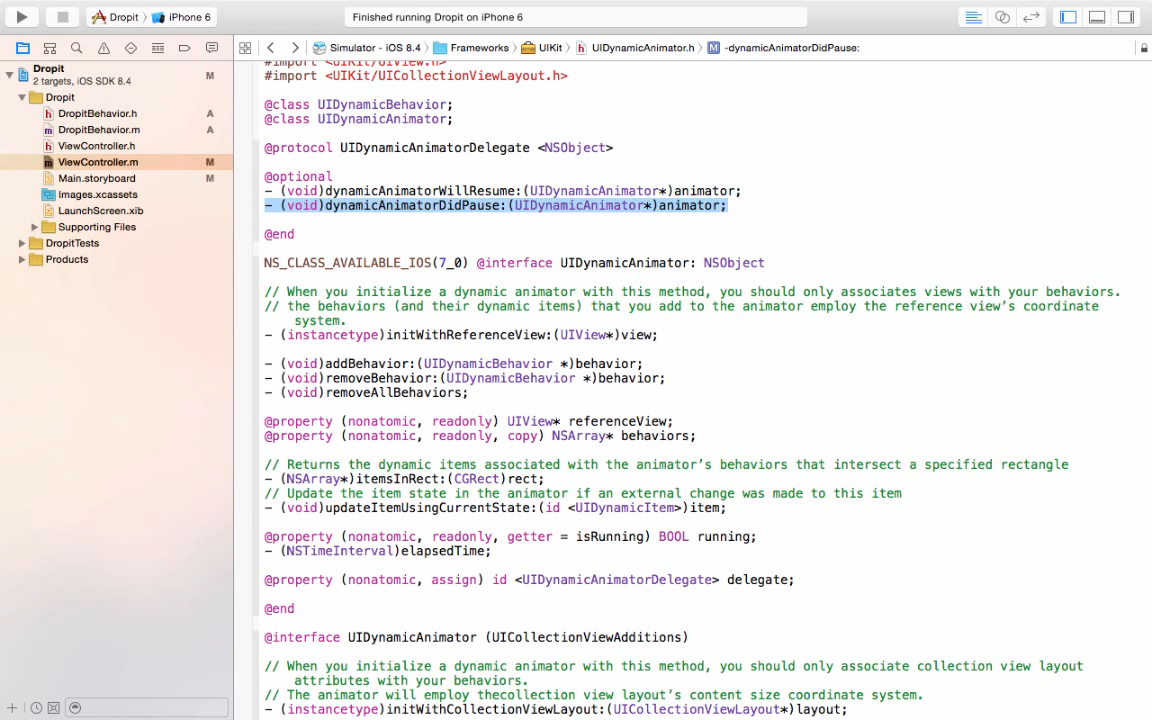 Dropit
iPhone 6
Finished running Dropit on iPhone 6
Simulator - iOS 8.4
Frameworks
UIKit
h UIDynamicAnimator.h
M -dynamicAnimatorDidPause:
Dropit
2 targets, iOS SDK 8.4
M
Dropit
h DropitBehavior.h A
m DropitBehavior.m A
h ViewController.h
m ViewController.m M
Main.storyboard M
Images.xcassets
LaunchScreen.xib
Supporting Files
DropitTests
Products
#import <UIKit/UIView.h>
#import <UIKit/UICollectionViewLayout.h>
@class UIDynamicBehavior;
@class UIDynamicAnimator;
@protocol UIDynamicAnimatorDelegate <NSObject>
@optional
- (void)dynamicAnimatorWillResume:(UIDynamicAnimator*)animator;
- (void)dynamicAnimatorDidPause:(UIDynamicAnimator*)animator;
@end
NS_CLASS_AVAILABLE_IOS(7_0) @interface UIDynamicAnimator: NSObject
// When you initialize a dynamic animator with this method, you should only associates views with your behaviors.
// the behaviors (and their dynamic items) that you add to the animator employ the reference view’s coordinate
system.
- (instancetype)initWithReferenceView:(UIView*)view;
- (void)addBehavior:(UIDynamicBehavior *)behavior;
- (void)removeBehavior:(UIDynamicBehavior *)behavior;
- (void)removeAllBehaviors;
@property (nonatomic, readonly) UIView* referenceView;
@property (nonatomic, readonly, copy) NSArray* behaviors;
// Returns the dynamic items associated with the animator’s behaviors that intersect a specified rectangle
- (NSArray*)itemsInRect:(CGRect)rect;
// Update the item state in the animator if an external change was made to this item
- (void)updateItemUsingCurrentState:(id <UIDynamicItem>)item;
@property (nonatomic, readonly, getter = isRunning) BOOL running;
- (NSTimeInterval)elapsedTime;
@property (nonatomic, assign) id <UIDynamicAnimatorDelegate> delegate;
@end
@interface UIDynamicAnimator (UICollectionViewAdditions)
// When you initialize a dynamic animator with this method, you should only associate collection view layout
attributes with your behaviors.
// The animator will employ thecollection view layout’s content size coordinate system.
- (instancetype)initWithCollectionViewLayout:(UICollectionViewLayout*)layout;